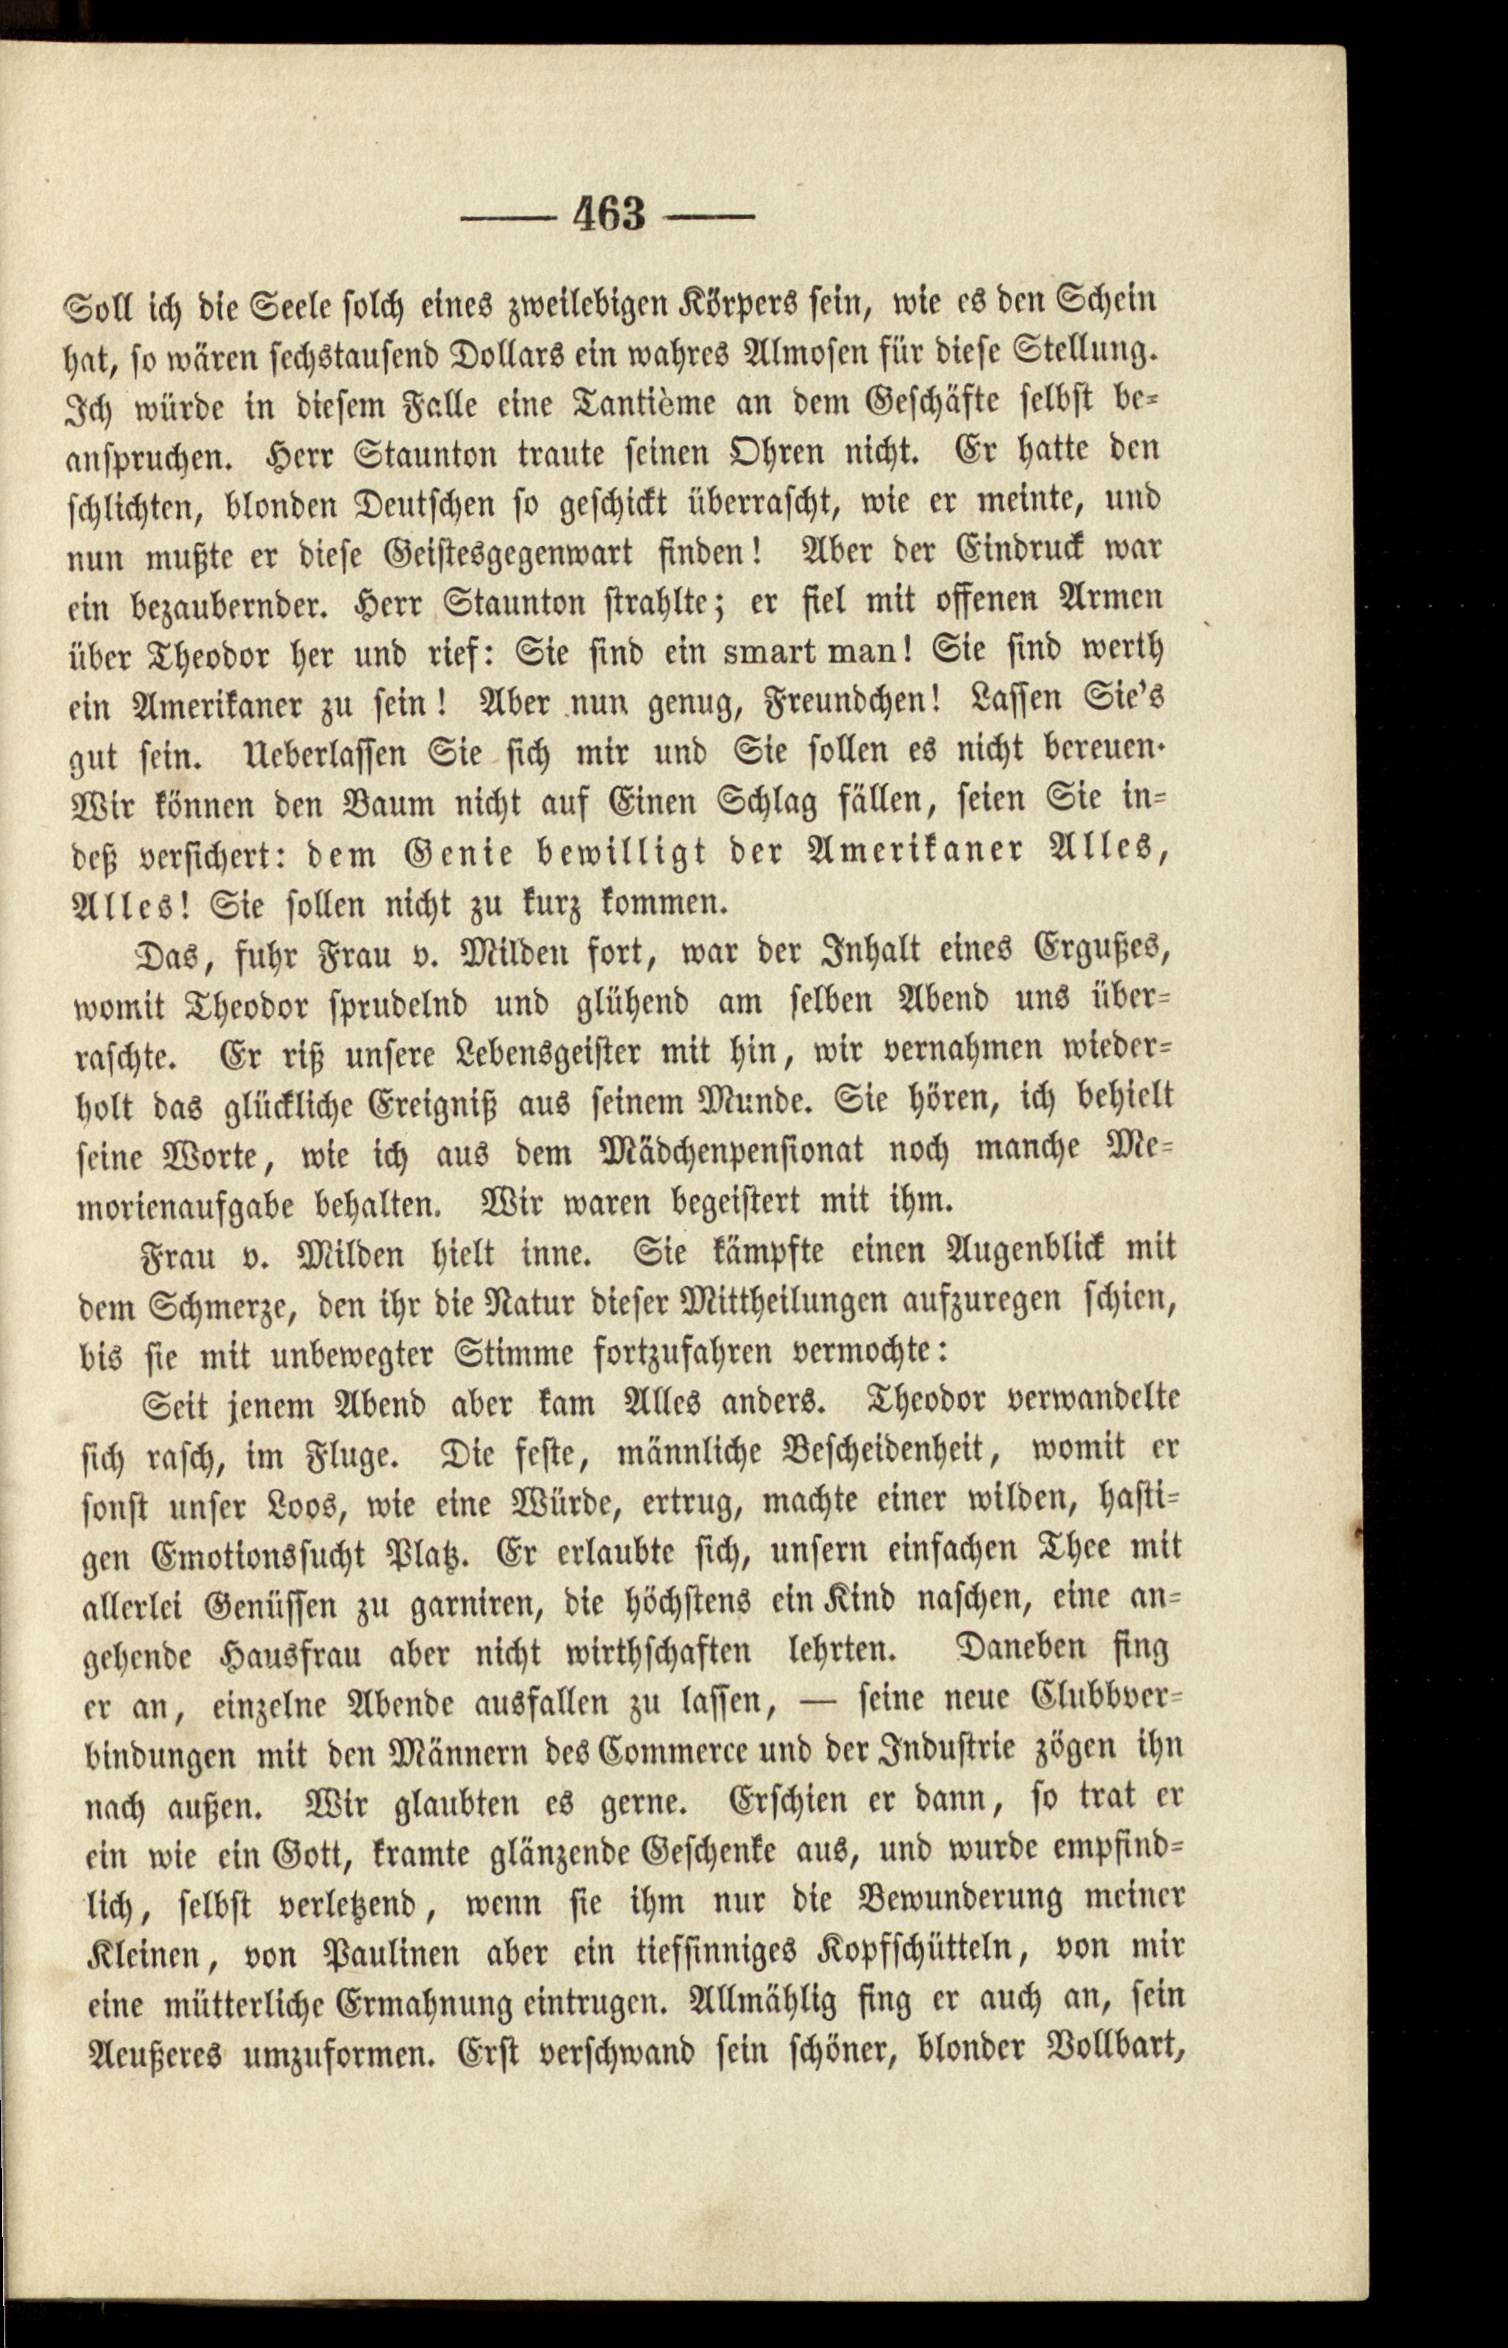 — 463 —
Soll ich die Seele solch eines zweilebigen Körpers sein, wie es den Schein
hat, so wären sechstausend Dollars ein wahres Almosen für diese Stellung.
Ich würde in diesem Falle eine Tantième an dem Geschäfte selbst be-
anspruchen. Herr Staunton traute seinen Ohren nicht. Er hatte den
schlichten, blonden Deutschen so geschickt überrascht, wie er meinte, und
nun mußte er diese Geistesgegenwart finden! Aber der Eindruck war
ein bezaubernder. Herr Staunton strahlte; er fiel mit offenen Armen
über Theodor her und rief: Sie sind ein smart man! Sie sind werth
ein Amerikaner zu sein! Aber nun genug, Freundchen! Lassen Sie's
gut sein. Ueberlassen Sie sich mir und Sie sollen es nicht bereuen.
Wir können den Baum nicht auf Einen Schlag fällen, seien Sie in-
deß versichert: dem Genie bewilligt der Amerikaner Alles,
Alles! Sie sollen nicht zu kurz kommen.
Das, fuhr Frau v. Milden fort, war der Inhalt eines Ergußes,
womit Theodor sprudelnd und glühend am selben Abend uns über-
raschte. Er riß unsere Lebensgeister mit hin, wir vernahmen wieder-
holt das glückliche Ereigniß aus seinem Munde. Sie hören, ich behielt
seine Worte, wie ich aus dem Mädchenpensionat noch manche Me-
morienaufgabe behalten. Wir waren begeistert mit ihm.
Frau v. Milden hielt inne. Sie kämpfte einen Augenblick mit
dem Schmerze, den ihr die Natur dieser Mittheilungen aufzuregen schien,
bis sie mit unbewegter Stimme fortzufahren vermochte:
Seit jenem Abend aber kam Alles anders. Theodor verwandelte
sich rasch, im Fluge. Die feste, männliche Bescheidenheit, womit er
sonst unser Loos, wie eine Würde, ertrug, machte einer wilden, hasti-
gen Emotionssucht Platz. Er erlaubte sich, unsern einfachen Thee mit
allerlei Genüssen zu garniren, die höchstens ein Kind naschen, eine an-
gehende Hausfrau aber nicht wirthschaften lehrten. Daneben fing
er an, einzelne Abende ausfallen zu lassen, — seine neue Clubbver-
bindungen mit den Männern des Commerce und der Industrie zögen ihn
nach außen. Wir glaubten es gerne. Erschien er dann, so trat er
ein wie ein Gott, kramte glänzende Geschenke aus, und wurde empfind-
lich, selbst verletzend, wenn sie ihm nur die Bewunderung meiner
Kleinen, von Paulinen aber ein tiefsinniges Kopfschütteln, von mir
eine mütterliche Ermahnung eintrugen. Allmählig fing er auch an, sein
Aeußeres umzuformen. Erst verschwand sein schöner, blonder Vollbart,